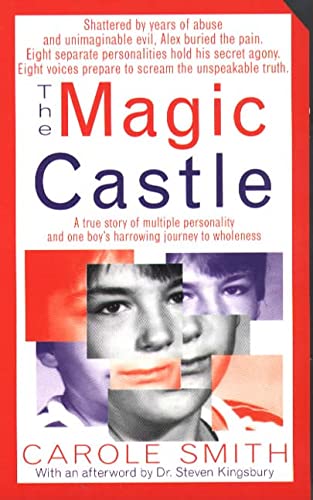 Shattered by years of abuse
and unimaginable evil, Alex buried the pain.
Eight separate personalities hold his secret agony.
Eight voices prepare to scream the unspeakable truth.
The Magic
Castle
A true story of multiple personality
and one boy's harrowing journey to wholeness
CAROLE SMITH
With an afterword by Dr. Steven Kingsbury